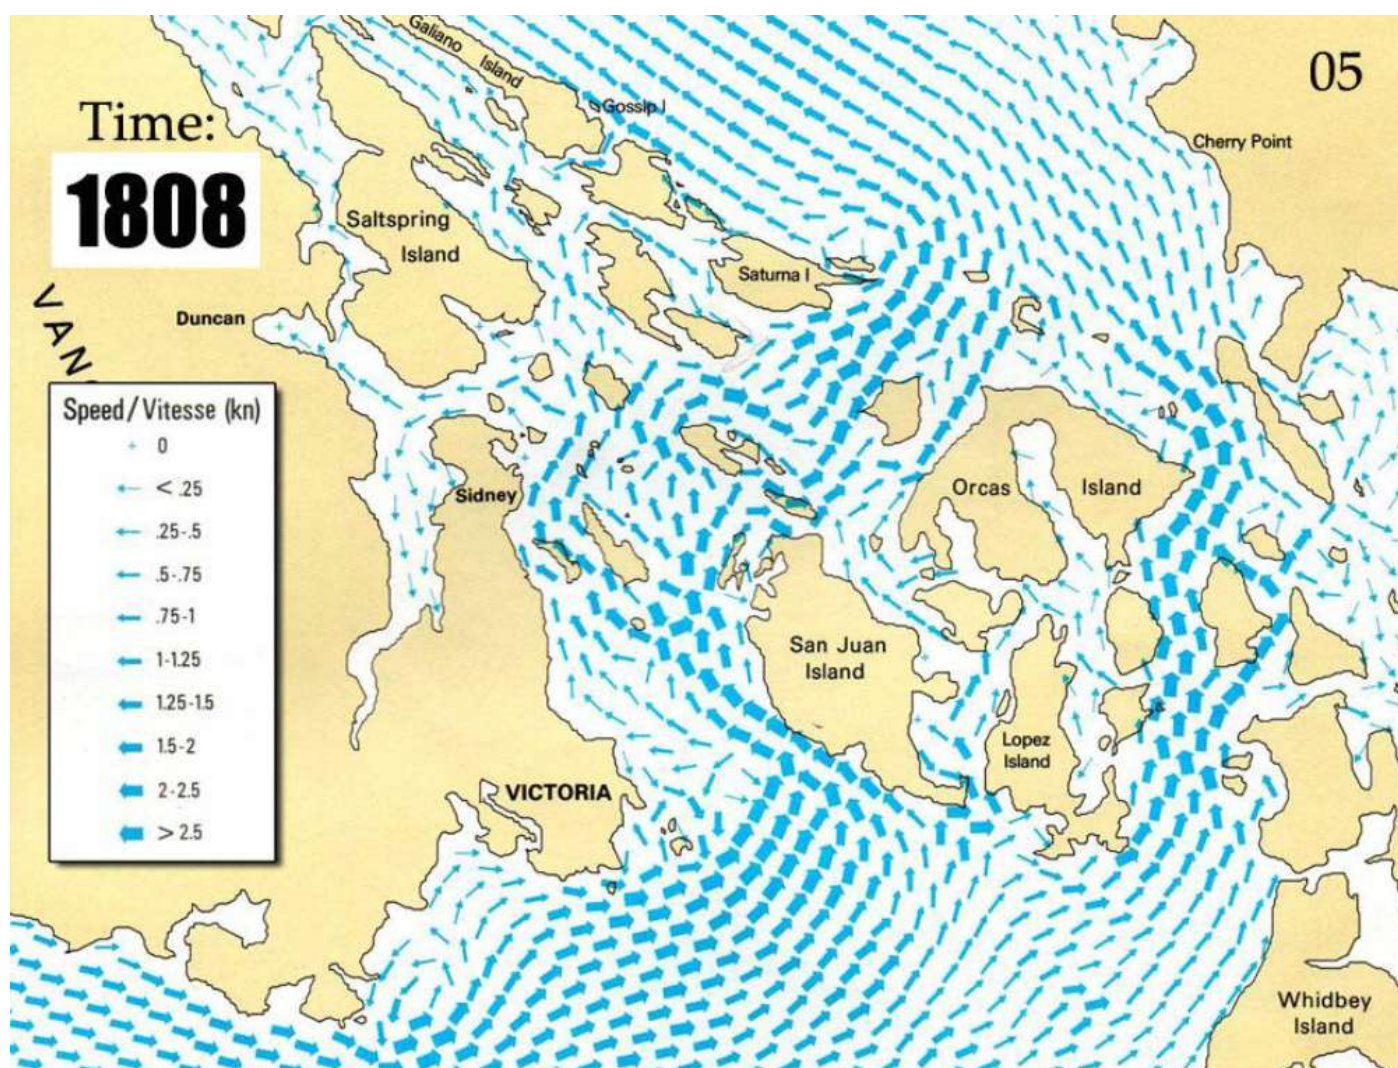 05
Galiano
Island
Gossip I
Time:
1808
Cherry Point
Saltspring
Island
Saturna I
Duncan
VANC
Speed/Vitesse (kn)
0
< .25
.25-.5
.5-.75
.75-1
1-1.25
1.25-1.5
1.5-2
2-2.5
> 2.5
Sidney
Orcas
Island
San Juan
Island
Lopez
Island
VICTORIA
Whidbey
Island